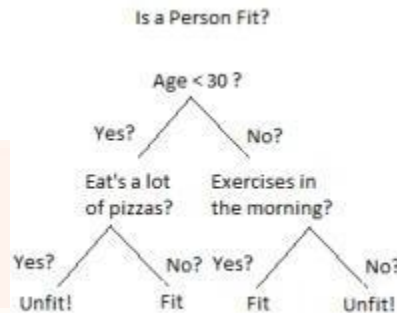 Is a Person Fit?
Age < 30 ?
Yes? No?
Eat's a lot Exercises in
of pizzas? the morning?
Yes? No? Yes? No?
Unfit! Fit Fit Unfit!